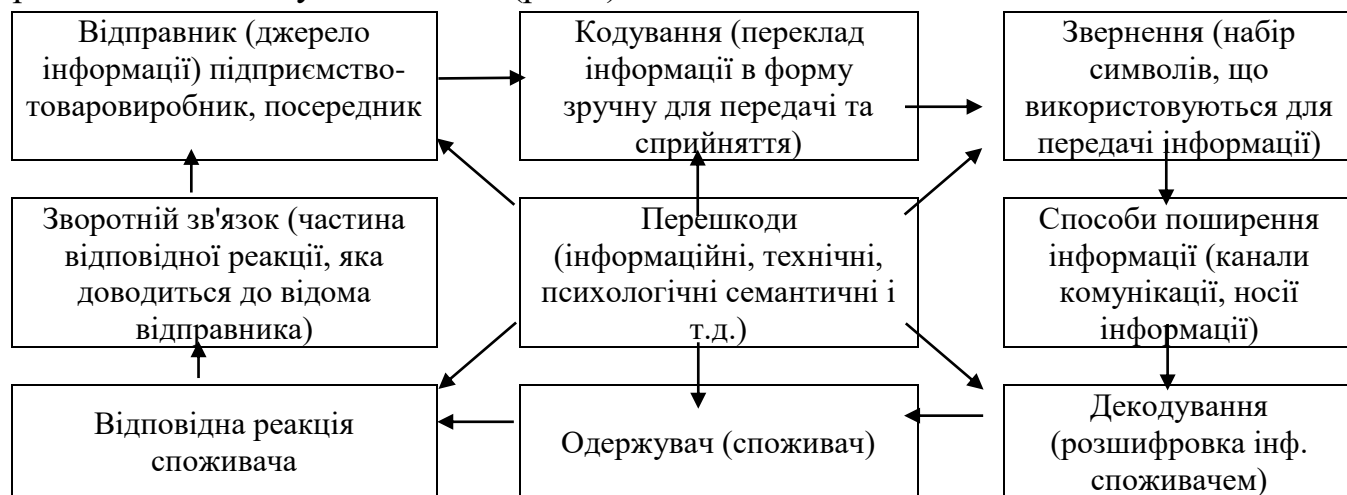 Відправник (джерело
інформації) підприємство-
товаровиробник, посередник
Кодування (переклад
інформації в форму
зручну для передачі та
сприйняття)
Звернення (набір
символів, що
використовуються для
передачі інформації)
Зворотній зв'язок (частина
відповідної реакції, яка
доводиться до відома
відправника)
Перешкоди
(інформаційні, технічні,
психологічні семантичні і
т.д.)
Способи поширення
інформації (канали
комунікації, носії
інформації)
Відповідна реакція
споживача
Одержувач (споживач)
Декодування
(розшифровка інф.
споживачем)